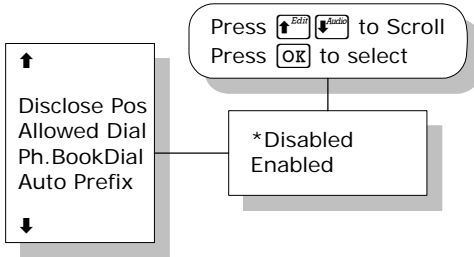 Press ⬆Edit ⬇Audio to Scroll
Press OK to select
⬆
Disclose Pos
Allowed Dial
Ph.BookDial
Auto Prefix
⬇
*Disabled
Enabled